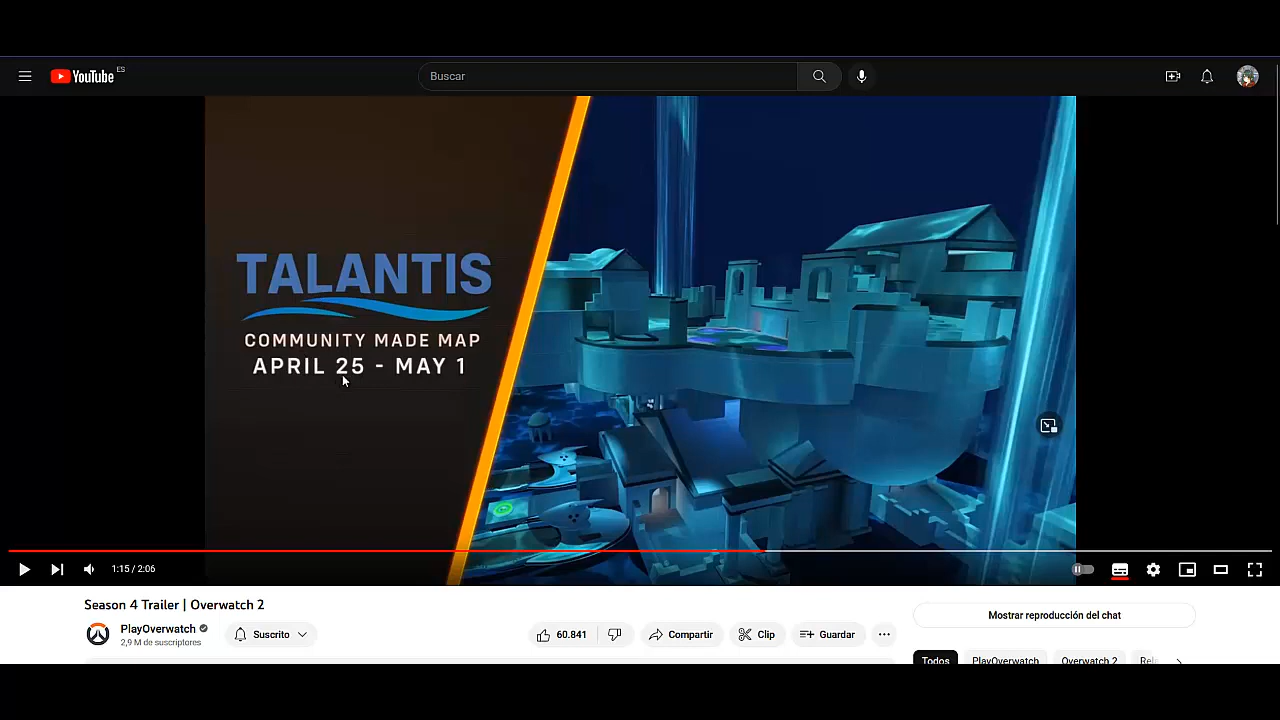 YouTube ES
Buscar
TALANTIS
COMMUNITY MADE MAP
APRIL 25 - MAY 1
1:15 / 2:06
Season 4 Trailer | Overwatch 2
PlayOverwatch
2,9 M de suscriptores
Suscrito
60.841
Compartir
Clip
Guardar
Mostrar reproducción del chat
Todos
PlayOverwatch
Overwatch 2